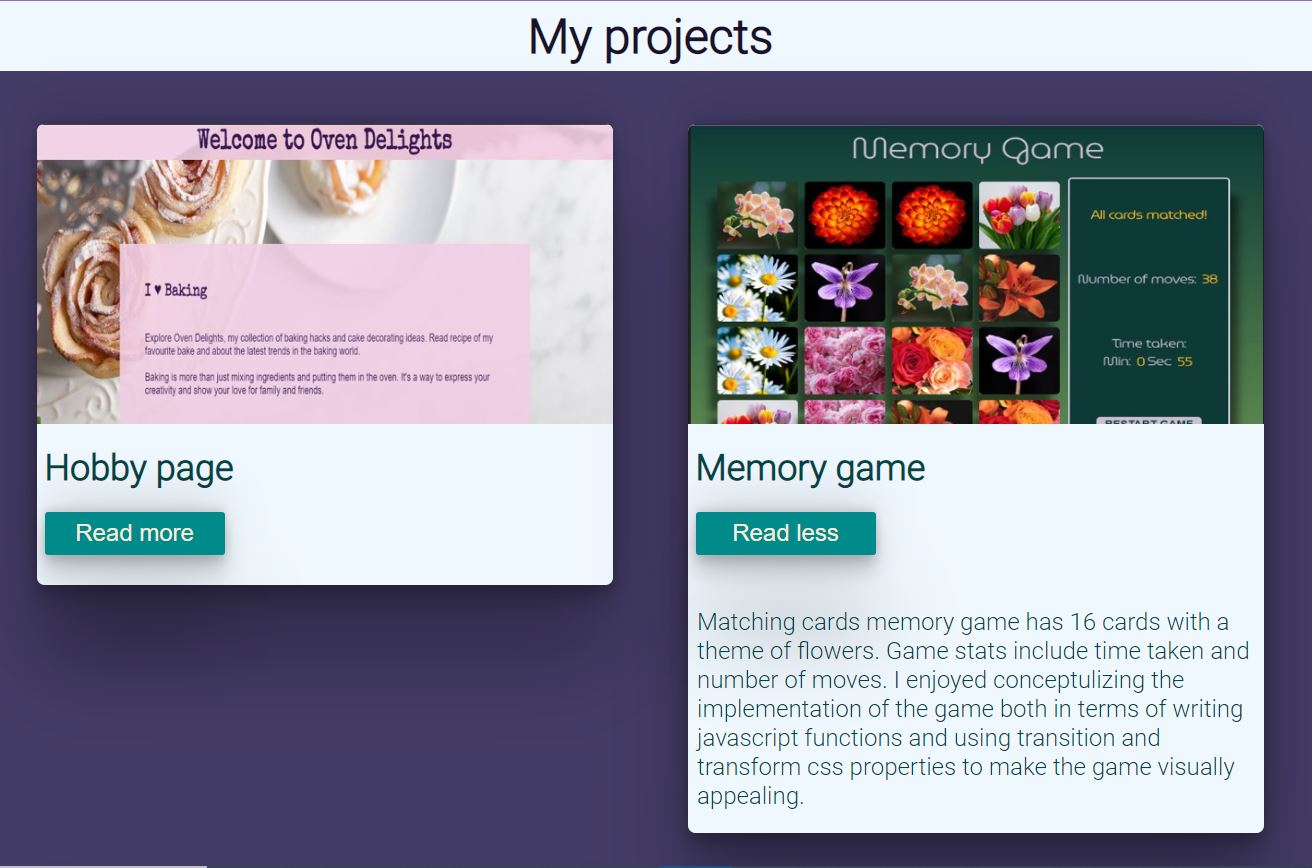 My projects
Welcome to Oven Delights
I ♥ Baking
Explore Oven Delights, my collection of baking hacks and cake decorating ideas. Read recipe of my
favourite bake and about the latest trends in the baking world.
Baking is more than just mixing ingredients and putting them in the oven. It's a way to express your
creativity and show your love for family and friends.
Hobby page
Read more
Memory Game
All cards matched!
Number of moves: 38
Time taken:
Min: 0 Sec 55
RESTART GAME
Memory game
Read less
Matching cards memory game has 16 cards with a
theme of flowers. Game stats include time taken and
number of moves. I enjoyed conceptulizing the
implementation of the game both in terms of writing
javascript functions and using transition and
transform css properties to make the game visually
appealing.